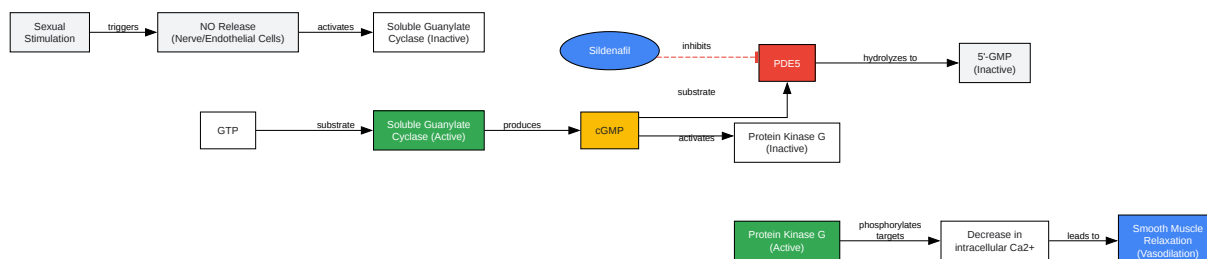 Sexual
Stimulation
triggers
NO Release
(Nerve/Endothelial Cells)
activates
Soluble Guanylate
Cyclase (Inactive)
Sildenafil
inhibits
PDE5
hydrolyzes to
5'-GMP
(Inactive)
substrate
GTP
substrate
Soluble Guanylate
Cyclase (Active)
produces
cGMP
activates
Protein Kinase G
(Inactive)
Protein Kinase G
(Active)
phosphorylates
targets
Decrease in
intracellular Ca2+
leads to
Smooth Muscle
Relaxation
(Vasodilation)